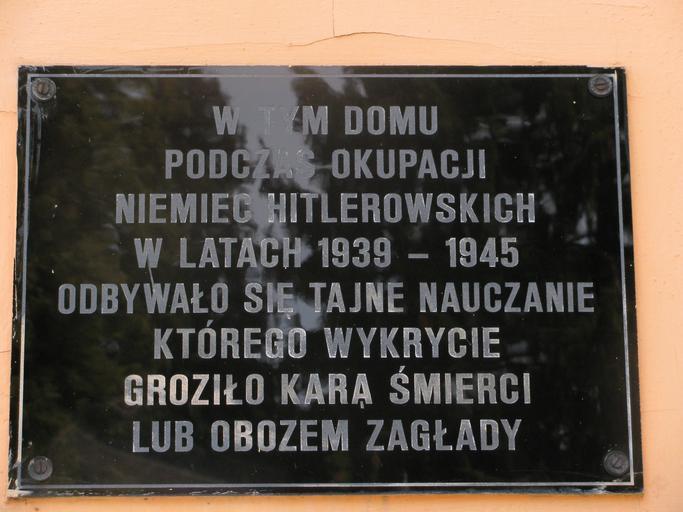 W TYM DOMU
PODCZAS OKUPACJI
NIEMIEC HITLEROWSKICH
W LATACH 1939 – 1945
ODBYWAŁO SIĘ TAJNE NAUCZANIE
KTÓREGO WYKRYCIE
GROZIŁO KARĄ ŚMIERCI
LUB OBOZEM ZAGŁADY